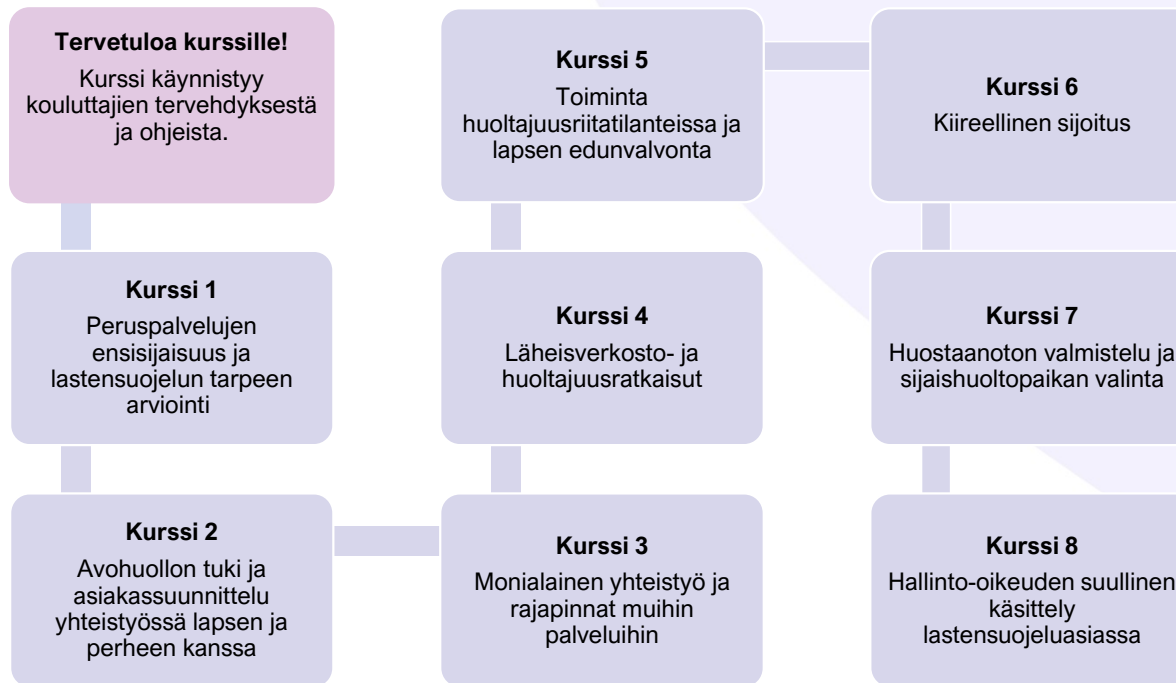 Tervetuloa kurssille!
Kurssi käynnistyy
kouluttajien tervehdyksestä
ja ohjeista.
Kurssi 1
Peruspalvelujen
ensisijaisuus ja
lastensuojelun tarpeen
arviointi
Kurssi 2
Avohuollon tuki ja
asiakassuunnittelu
yhteistyössä lapsen ja
perheen kanssa
Kurssi 3
Monialainen yhteistyö ja
rajapinnat muihin
palveluihin
Kurssi 4
Läheisverkosto- ja
huoltajuusratkaisut
Kurssi 5
Toiminta
huoltajuusriitatilanteissa ja
lapsen edunvalvonta
Kurssi 6
Kiireellinen sijoitus
Kurssi 7
Huostaanoton valmistelu ja
sijaishuoltopaikan valinta
Kurssi 8
Hallinto-oikeuden suullinen
käsittely
lastensuojeluasiassa